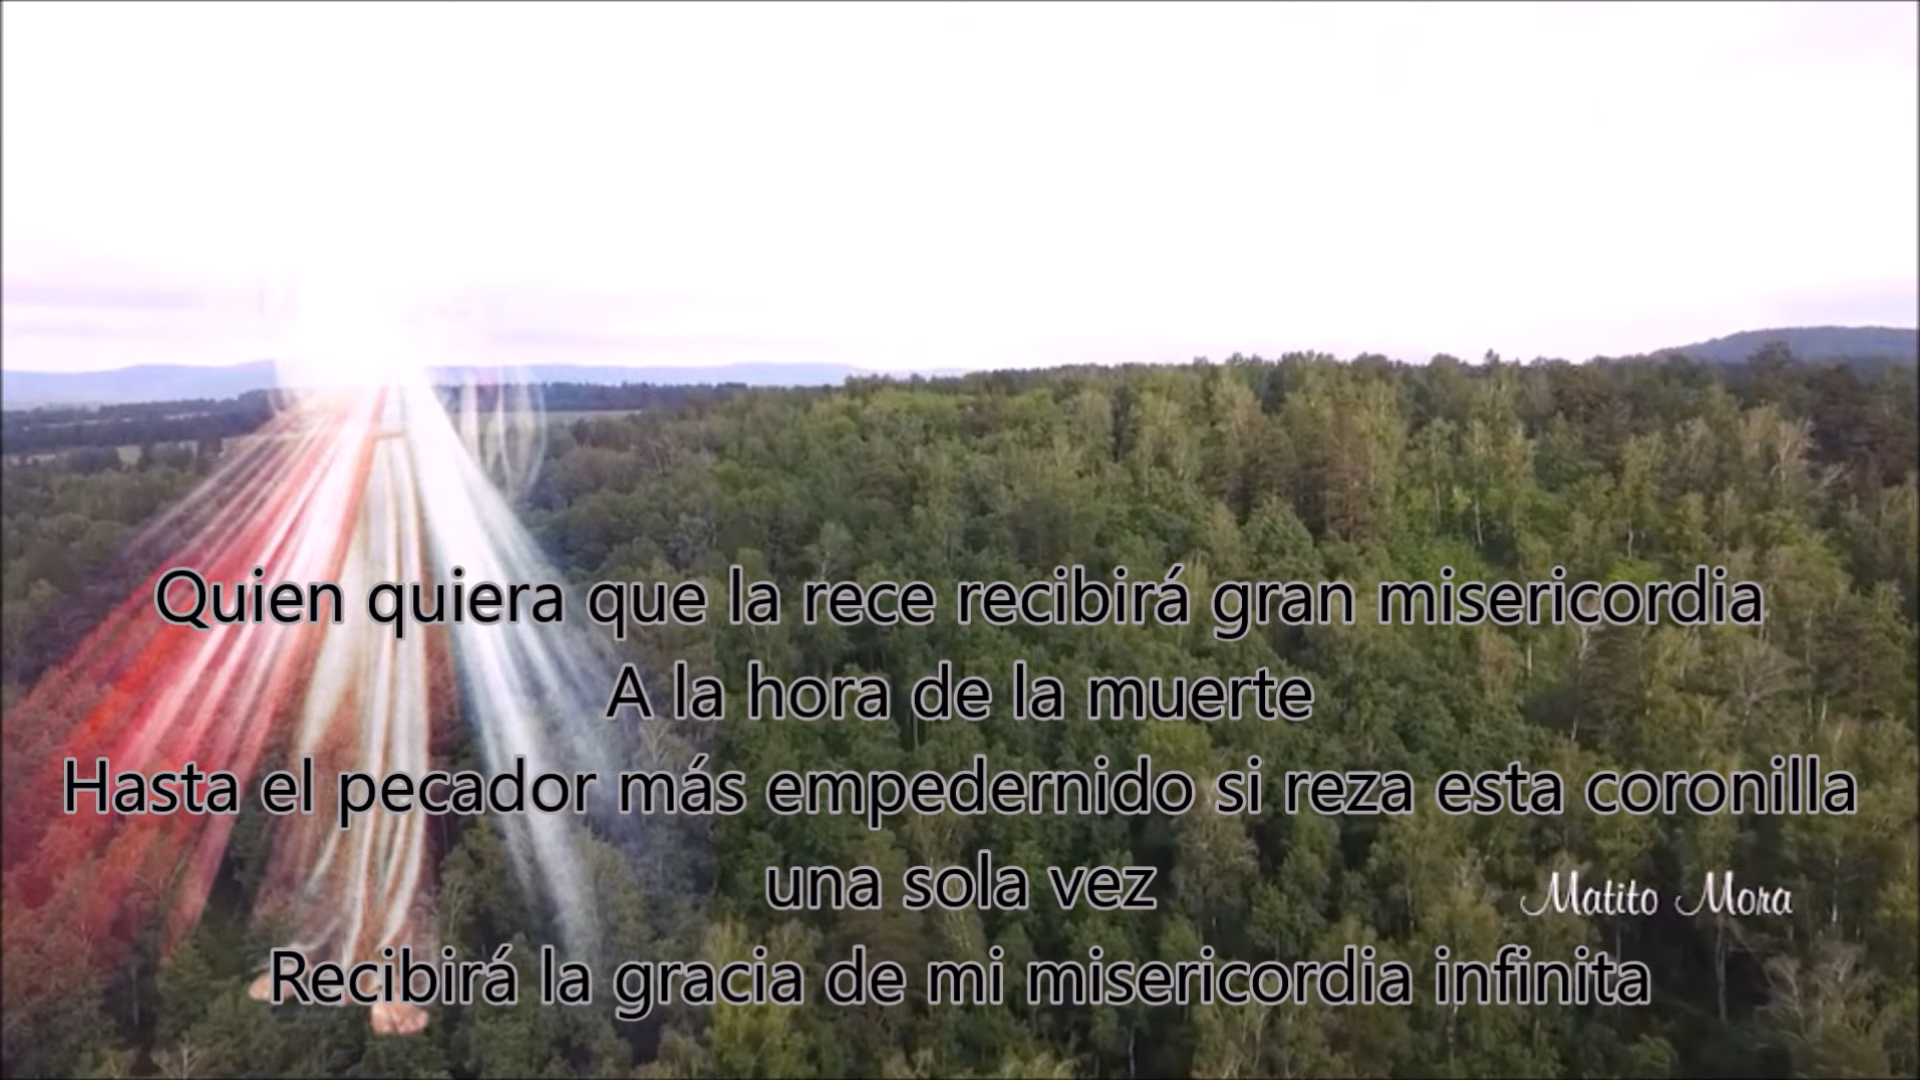 Quien quiera que la rece recibirá gran misericordia
A la hora de la muerte
Hasta el pecador más empedernido si reza esta coronilla
una sola vez
Matito Mora
Recibirá la gracia de mi misericordia infinita